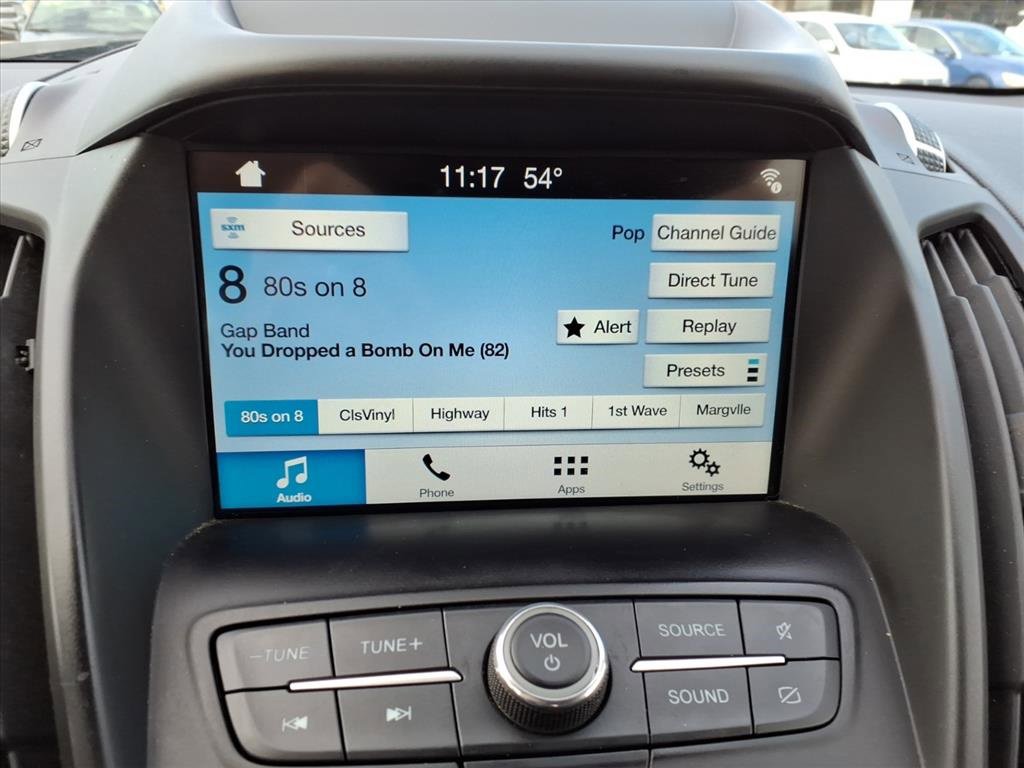 11:17 54°
sxm Sources
Pop Channel Guide
8 80s on 8
Direct Tune
Gap Band
Alert Replay
You Dropped a Bomb On Me (82)
Presets
80s on 8 ClsVinyl Highway Hits 1 1st Wave Margvlle
Audio Phone Apps Settings
-TUNE TUNE+ VOL SOURCE
SOUND